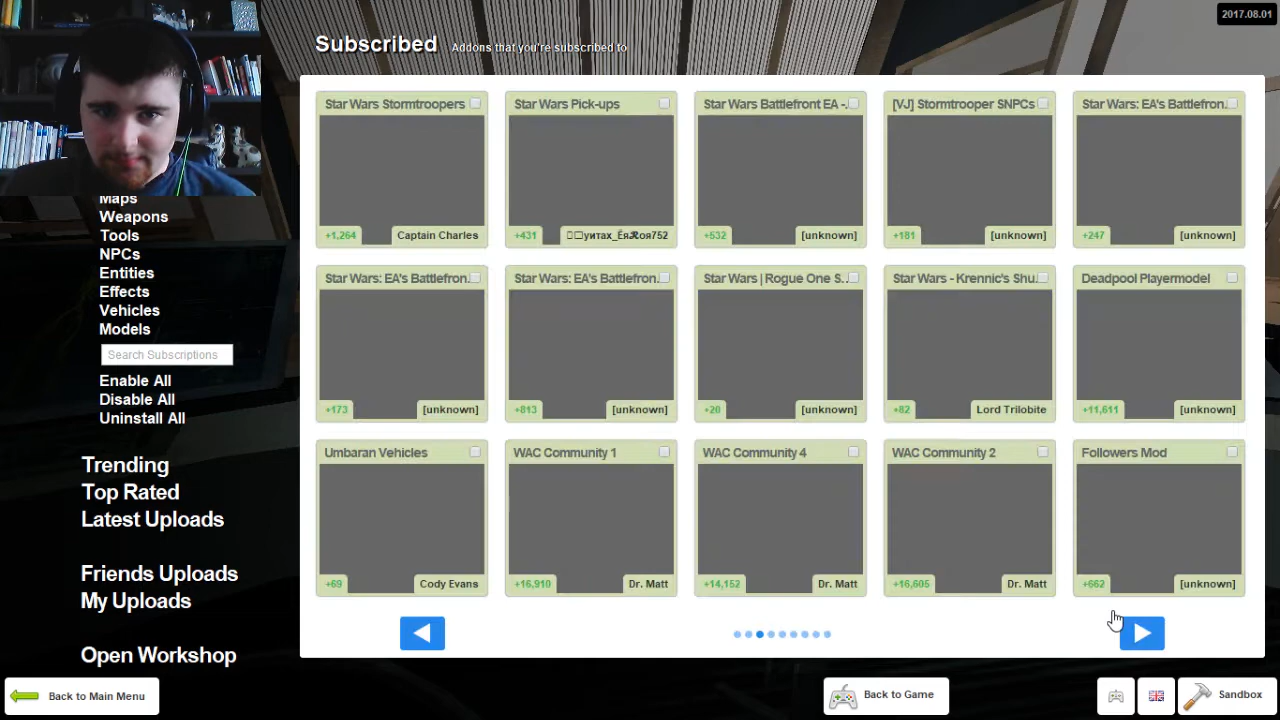 2017.08.01
Subscribed Addons that you're subscribed to
Maps
Weapons
Tools
NPCs
Entities
Effects
Vehicles
Models
Search Subscriptions
Enable All
Disable All
Uninstall All
Trending
Top Rated
Latest Uploads
Friends Uploads
My Uploads
Open Workshop
Star Wars Stormtroopers
+1,264 Captain Charles
Star Wars Pick-ups
+431
Star Wars Battlefront EA -..
+532 [unknown]
[VJ] Stormtrooper SNPCs
+181 [unknown]
Star Wars: EA's Battlefron..
+247 [unknown]
Star Wars: EA's Battlefron..
+173 [unknown]
Star Wars: EA's Battlefron..
+813 [unknown]
Star Wars | Rogue One S..
+20 [unknown]
Star Wars - Krennic's Shu..
+82 Lord Trilobite
Deadpool Playermodel
+11,611 [unknown]
Umbaran Vehicles
+69 Cody Evans
WAC Community 1
+16,910 Dr. Matt
WAC Community 4
+14,152 Dr. Matt
WAC Community 2
+16,605 Dr. Matt
Followers Mod
+662 [unknown]
Back to Main Menu
Back to Game
Sandbox